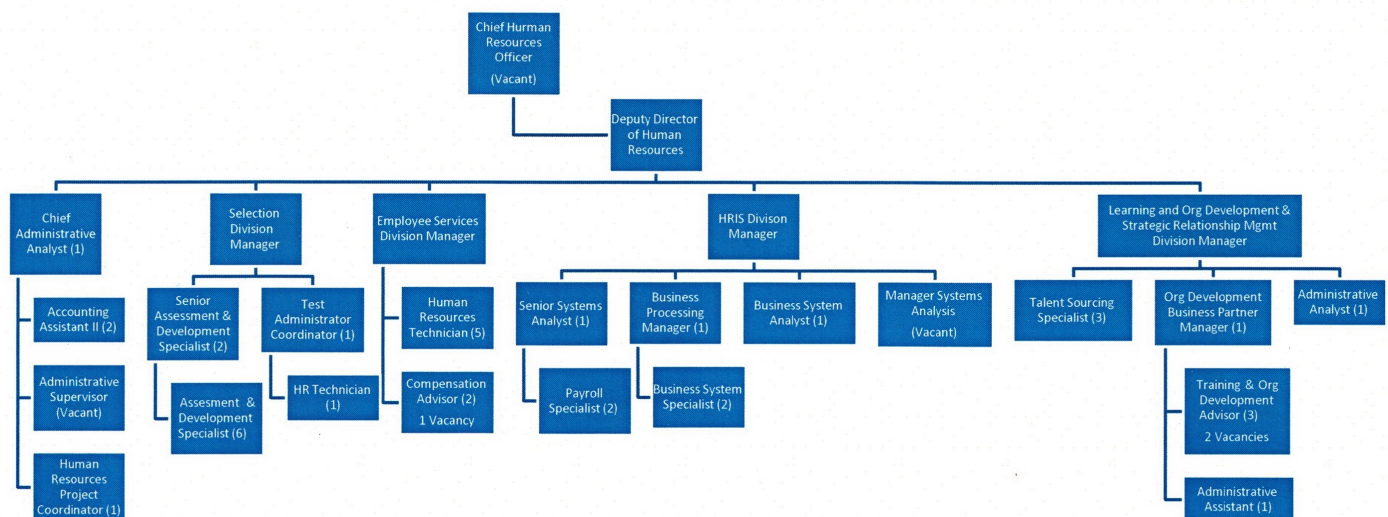 Chief Hurman
Resources
Officer
(Vacant)
Deputy Director
of Human
Resources
Chief
Administrative
Analyst (1)
Accounting
Assistant II (2)
Administrative
Supervisor
(Vacant)
Human
Resources
Project
Coordinator (1)
Selection
Division
Manager
Senior
Assessment &
Development
Specialist (2)
Assesment &
Development
Specialist (6)
Test
Administrator
Coordinator (1)
HR Technician
(1)
Employee Services
Division Manager
Human
Resources
Technician (5)
Compensation
Advisor (2)
1 Vacancy
HRIS Divison
Manager
Senior Systems
Analyst (1)
Payroll
Specialist (2)
Business
Processing
Manager (1)
Business System
Specialist (2)
Business System
Analyst (1)
Manager Systems
Analysis
(Vacant)
Learning and Org Development &
Strategic Relationship Mgmt
Division Manager
Talent Sourcing
Specialist (3)
Org Development
Business Partner
Manager (1)
Training & Org
Development
Advisor (3)
2 Vacancies
Administrative
Assistant (1)
Administrative
Analyst (1)